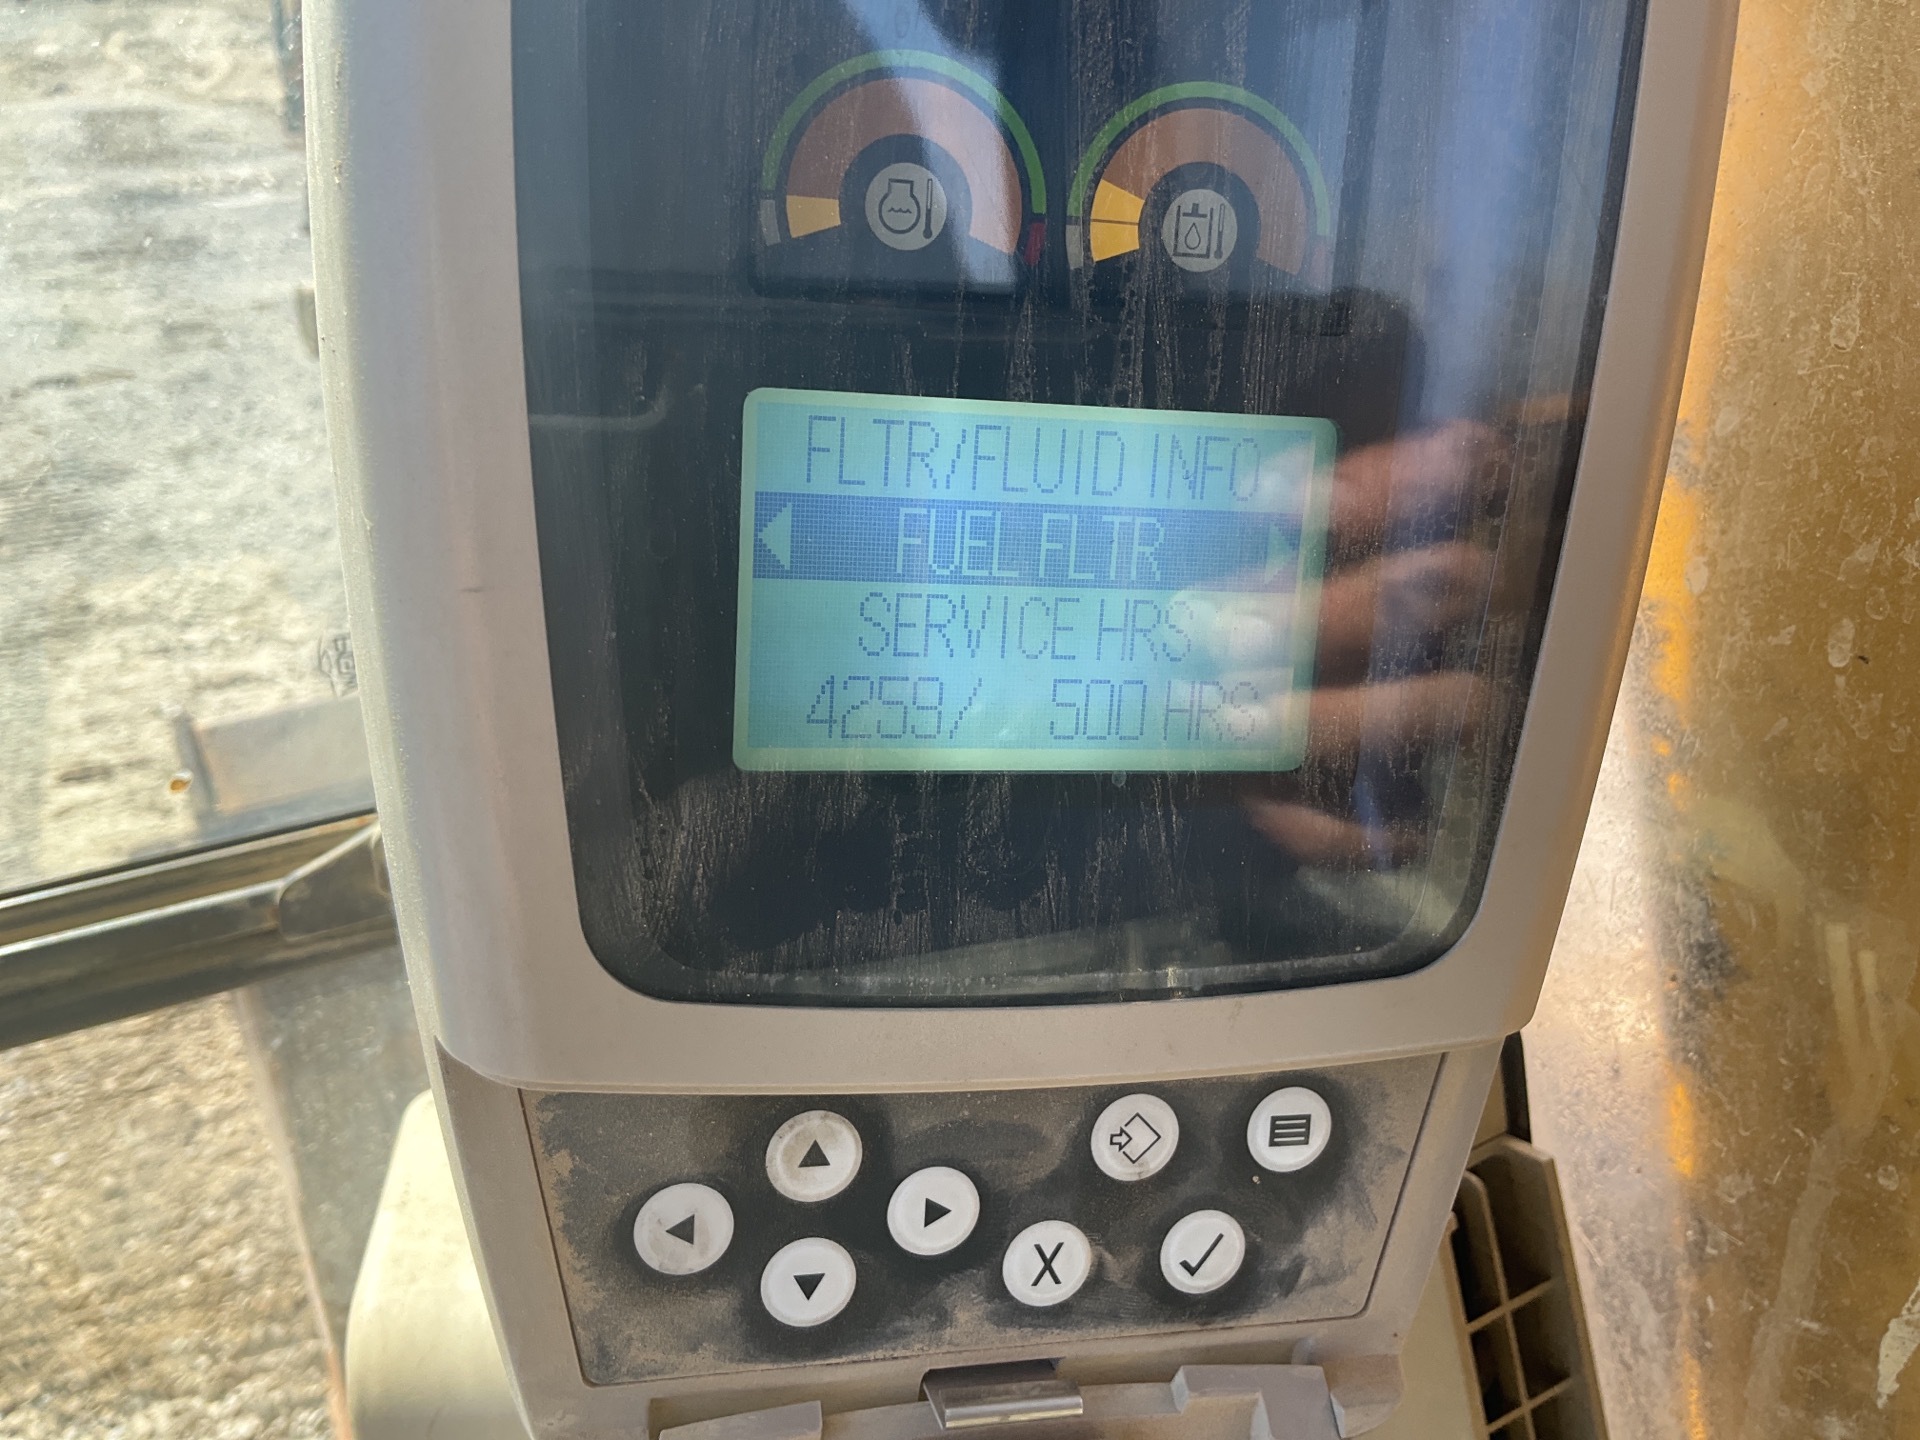 FLTR/FLUID INFO
FUEL FLTR
SERVICE HRS
4259/ 500 HRS
X